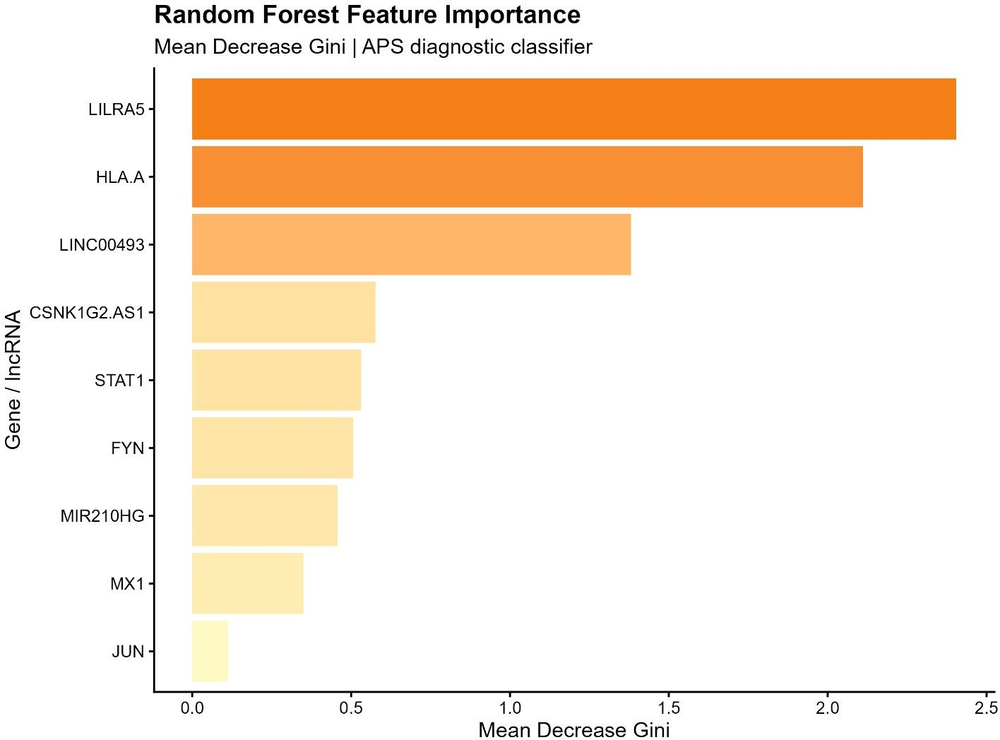 Random Forest Feature Importance
Mean Decrease Gini | APS diagnostic classifier
Gene / lncRNA
LILRA5
HLA.A
LINC00493
CSNK1G2.AS1
STAT1
FYN
MIR210HG
MX1
JUN
0.0 0.5 1.0 1.5 2.0 2.5
Mean Decrease Gini